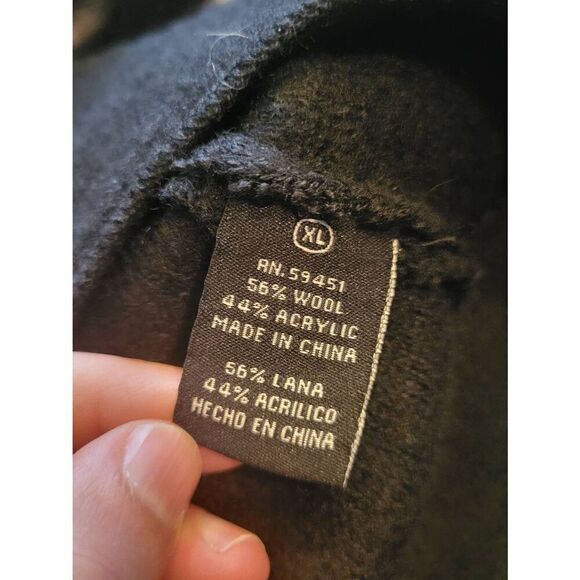 XL
RN. 59451
56% WOOL
44% ACRYLIC
MADE IN CHINA
56% LANA
44% ACRILICO
HECHO EN CHINA